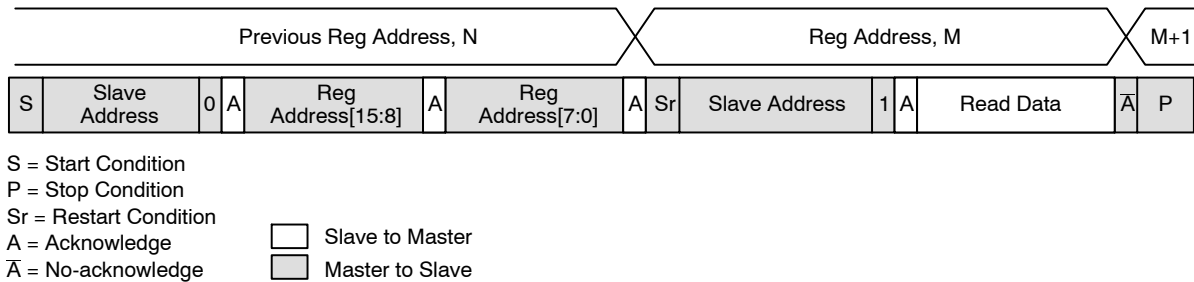 Previous Reg Address, N Reg Address, M M+1
S Slave Address 0 A Reg Address[15:8] A Reg Address[7:0] A Sr Slave Address 1 A Read Data A̅ P
S = Start Condition
P = Stop Condition
Sr = Restart Condition
A = Acknowledge
A̅ = No-acknowledge
Slave to Master
Master to Slave